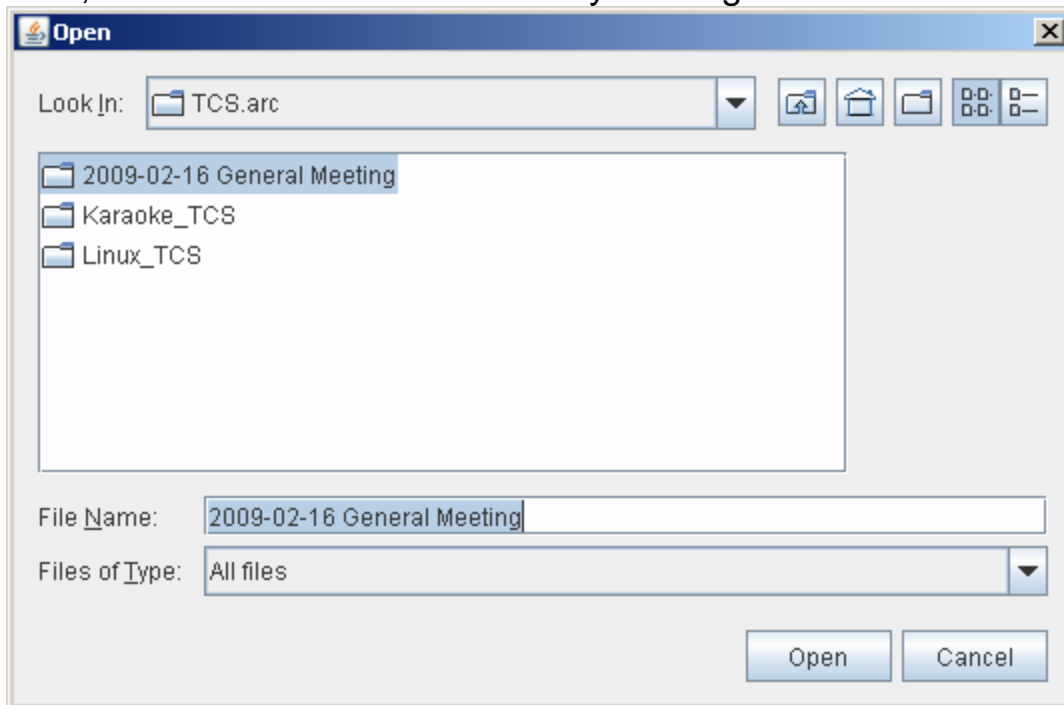 Open
Look In: TCS.arc
2009-02-16 General Meeting
Karaoke_TCS
Linux_TCS
File Name: 2009-02-16 General Meeting
Files of Type: All files
Open Cancel